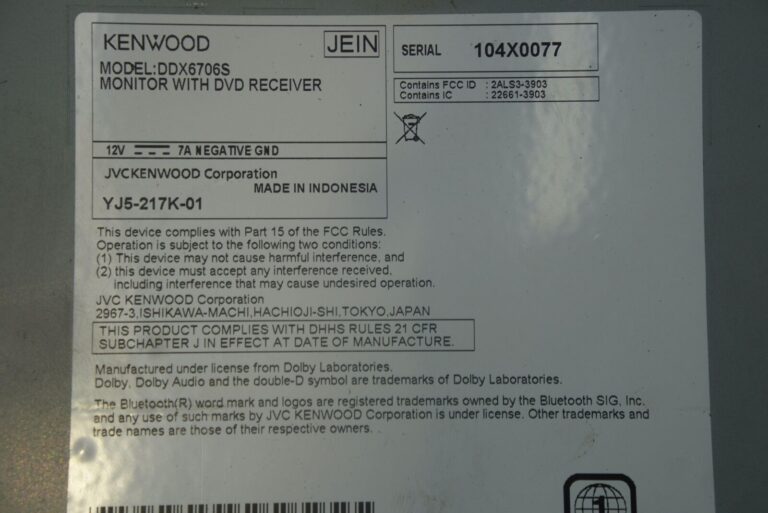 KENWOOD JEIN
MODEL:DDX6706S
MONITOR WITH DVD RECEIVER
12V 7A NEGATIVE GND
JVCKENWOOD Corporation
MADE IN INDONESIA
YJ5-217K-01
SERIAL 104X0077
Contains FCC ID : 2ALS3-3903
Contains IC : 22661-3903
This device complies with Part 15 of the FCC Rules.
Operation is subject to the following two conditions:
(1) This device may not cause harmful interference, and
(2) this device must accept any interference received,
including interference that may cause undesired operation.
JVC KENWOOD Corporation
2967-3,ISHIKAWA-MACHI,HACHIOJI-SHI,TOKYO,JAPAN
THIS PRODUCT COMPLIES WITH DHHS RULES 21 CFR
SUBCHAPTER J IN EFFECT AT DATE OF MANUFACTURE.
Manufactured under license from Dolby Laboratories.
Dolby, Dolby Audio and the double-D symbol are trademarks of Dolby Laboratories.
The Bluetooth(R) word mark and logos are registered trademarks owned by the Bluetooth SIG, Inc.
and any use of such marks by JVC KENWOOD Corporation is under license. Other trademarks and
trade names are those of their respective owners.
1